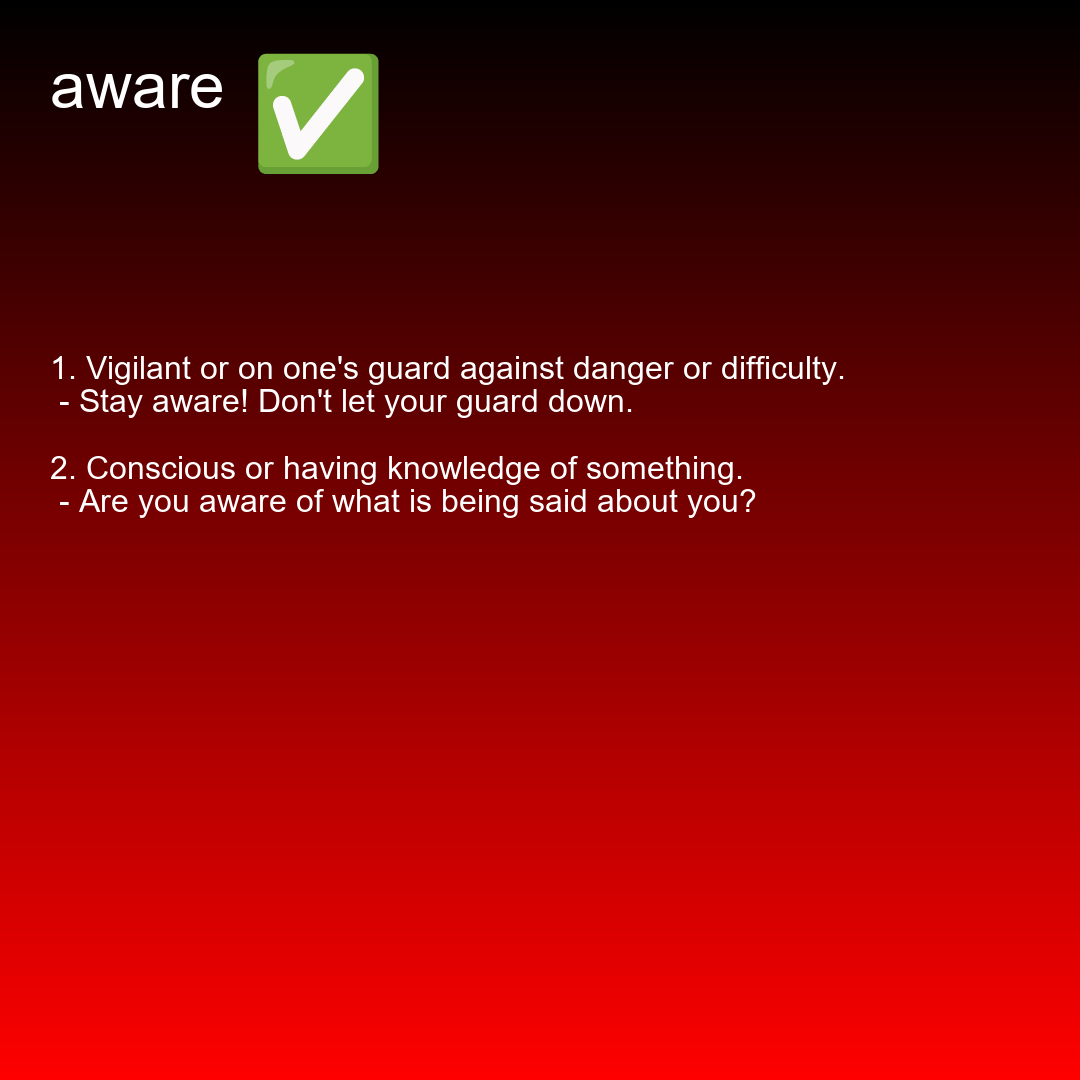 aware ✅
1. Vigilant or on one's guard against danger or difficulty.
- Stay aware! Don't let your guard down.
2. Conscious or having knowledge of something.
- Are you aware of what is being said about you?